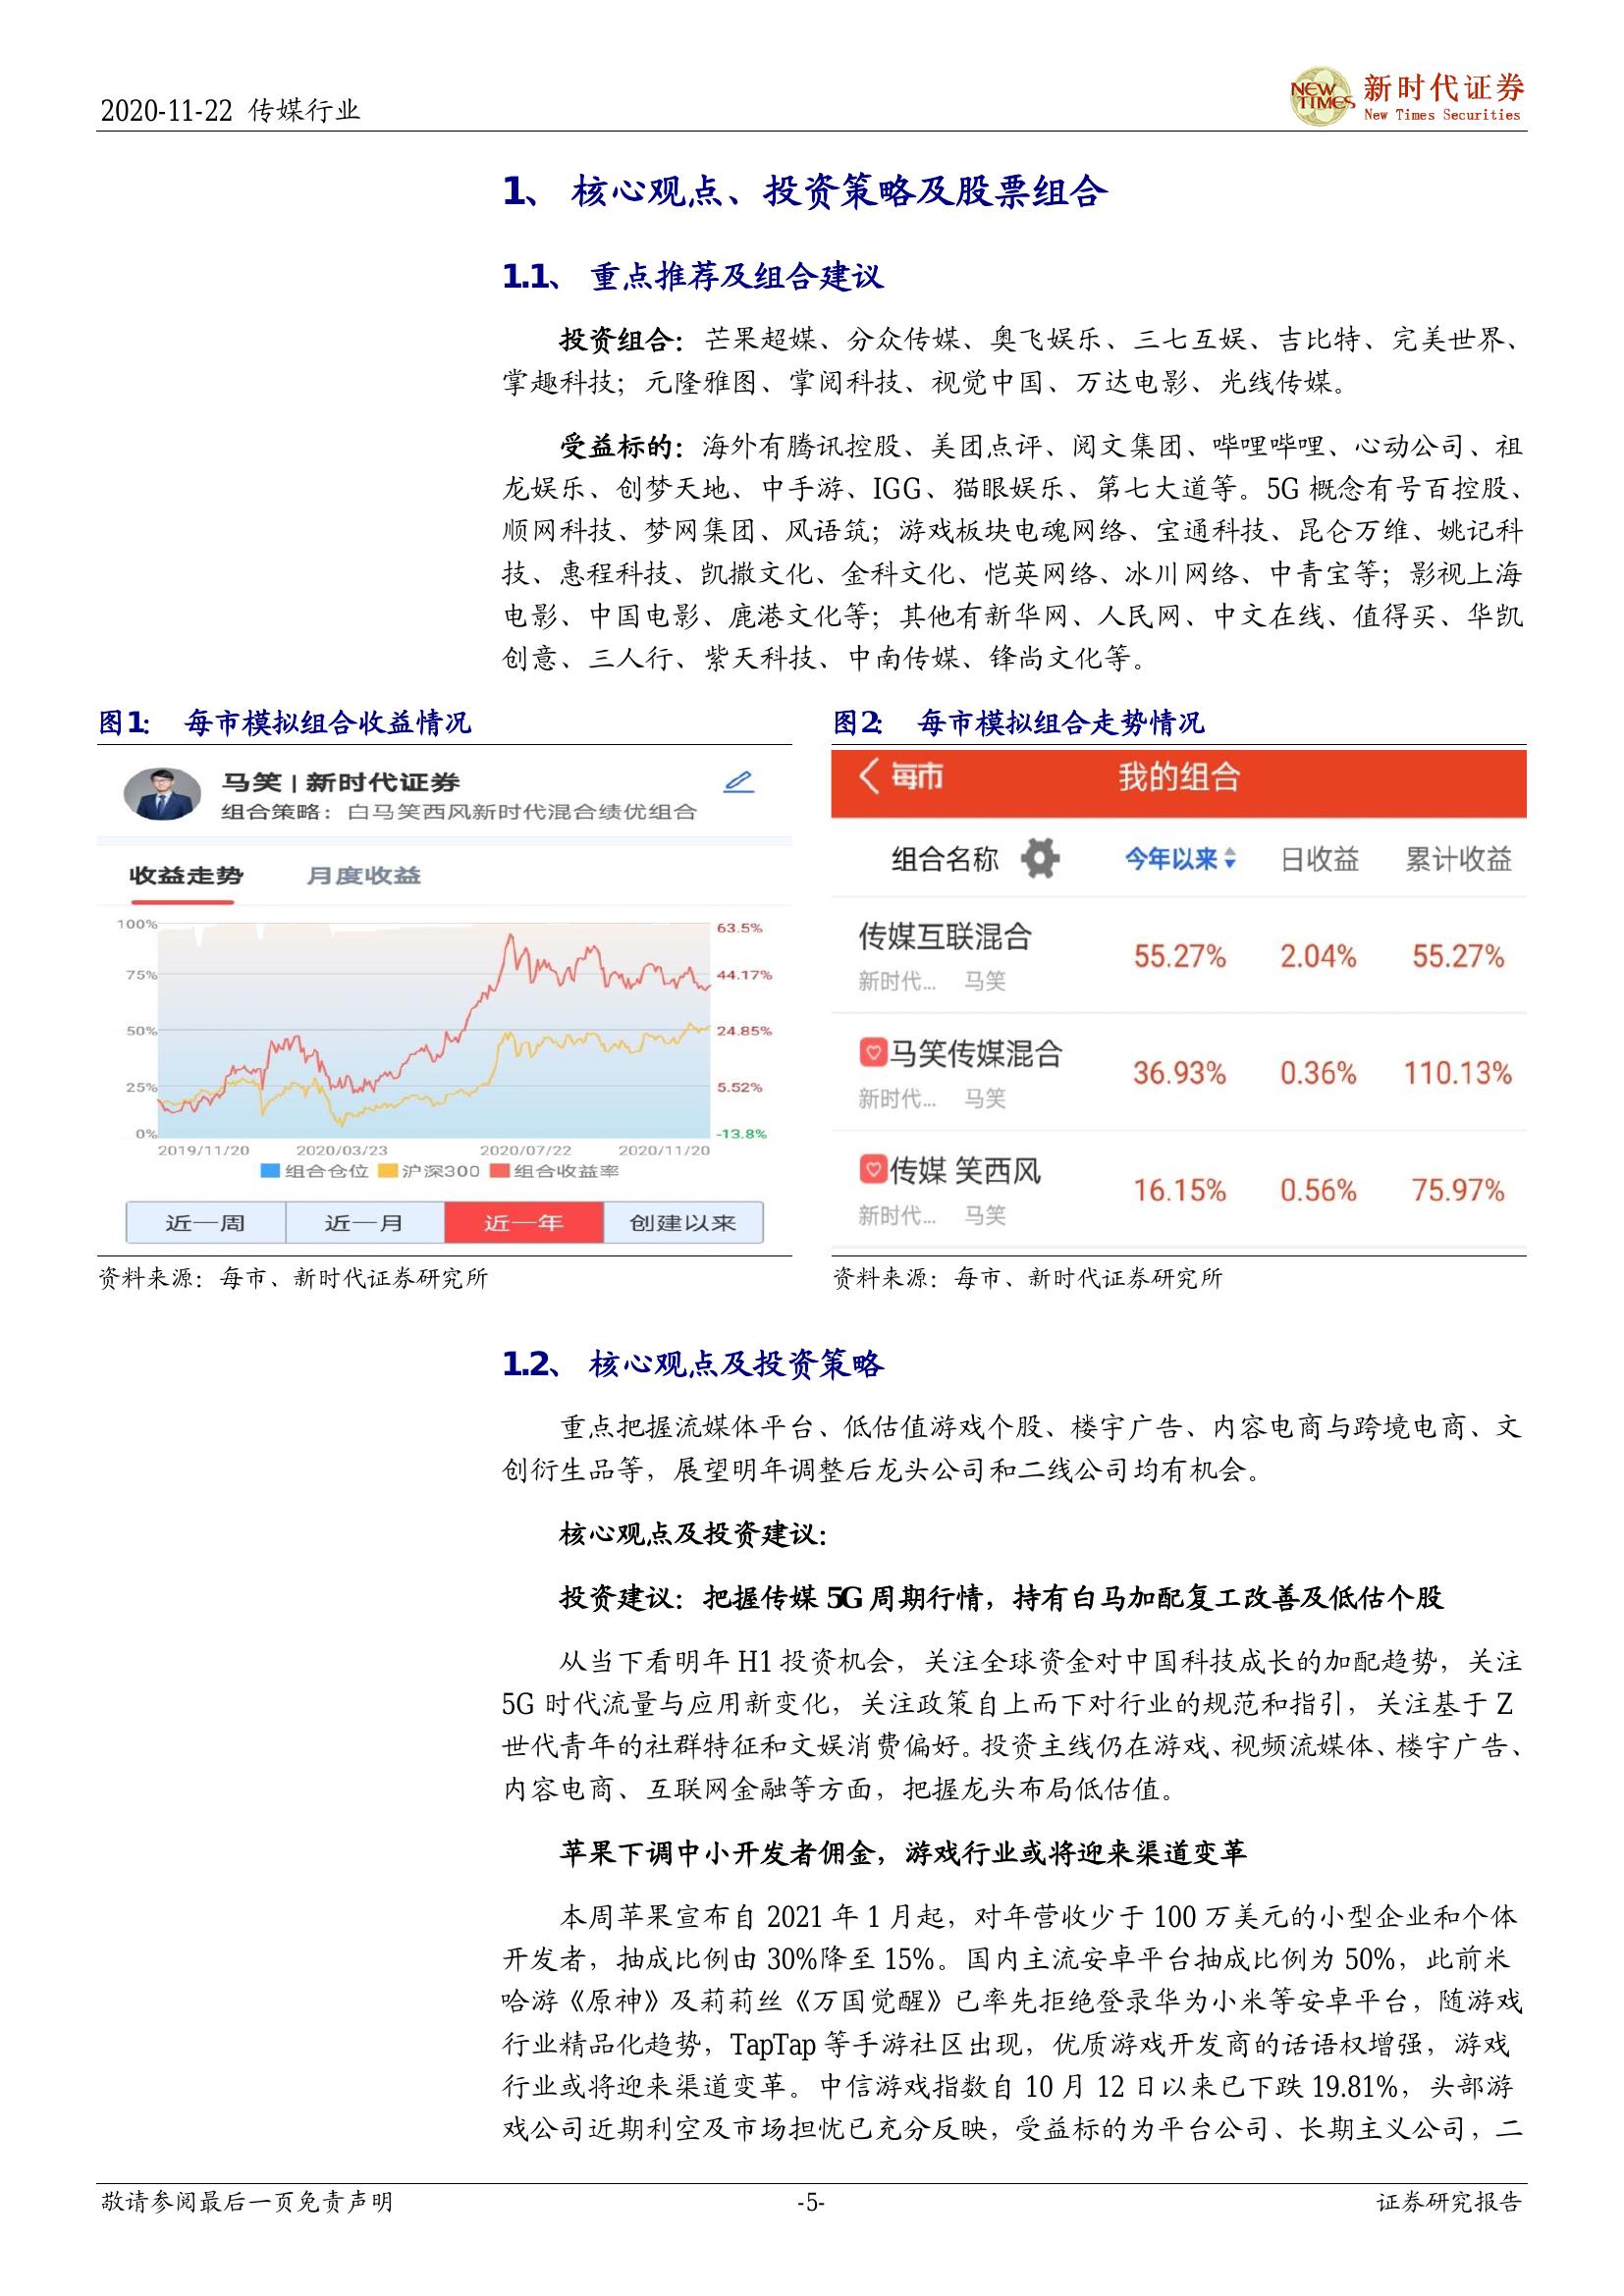 2020-11-22 传媒行业
NEW TIMES
新时代证券
New Times Securities
1、 核心观点、投资策略及股票组合
1.1、 重点推荐及组合建议
投资组合：芒果超媒、分众传媒、奥飞娱乐、三七互娱、吉比特、完美世界、
掌趣科技；元隆雅图、掌阅科技、视觉中国、万达电影、光线传媒。
受益标的：海外有腾讯控股、美团点评、阅文集团、哔哩哔哩、心动公司、祖
龙娱乐、创梦天地、中手游、IGG、猫眼娱乐、第七大道等。5G 概念有号百控股、
顺网科技、梦网集团、风语筑；游戏板块电魂网络、宝通科技、昆仑万维、姚记科
技、惠程科技、凯撒文化、金科文化、恺英网络、冰川网络、中青宝等；影视上海
电影、中国电影、鹿港文化等；其他有新华网、人民网、中文在线、值得买、华凯
创意、三人行、紫天科技、中南传媒、锋尚文化等。
图1： 每市模拟组合收益情况
马笑 | 新时代证券
组合策略：白马笑西风新时代混合绩优组合
收益走势 月度收益
100% 63.5%
75% 44.17%
50% 24.85%
25% 5.52%
0% -13.8%
2019/11/20 2020/03/23 2020/07/22 2020/11/20
组合仓位 沪深300 组合收益率
近一周 近一月 近一年 创建以来
资料来源：每市、新时代证券研究所
图2： 每市模拟组合走势情况
每市 我的组合
组合名称 今年以来 日收益 累计收益
传媒互联混合 55.27% 2.04% 55.27%
新时代... 马笑
马笑传媒混合 36.93% 0.36% 110.13%
新时代... 马笑
传媒 笑西风 16.15% 0.56% 75.97%
新时代... 马笑
资料来源：每市、新时代证券研究所
1.2、 核心观点及投资策略
重点把握流媒体平台、低估值游戏个股、楼宇广告、内容电商与跨境电商、文
创衍生品等，展望明年调整后龙头公司和二线公司均有机会。
核心观点及投资建议：
投资建议：把握传媒 5G 周期行情，持有白马加配复工改善及低估个股
从当下看明年 H1 投资机会，关注全球资金对中国科技成长的加配趋势，关注
5G 时代流量与应用新变化，关注政策自上而下对行业的规范和指引，关注基于 Z
世代青年的社群特征和文娱消费偏好。投资主线仍在游戏、视频流媒体、楼宇广告、
内容电商、互联网金融等方面，把握龙头布局低估值。
苹果下调中小开发者佣金，游戏行业或将迎来渠道变革
本周苹果宣布自 2021 年 1 月起，对年营收少于 100 万美元的小型企业和个体
开发者，抽成比例由 30%降至 15%。国内主流安卓平台抽成比例为 50%，此前米
哈游《原神》及莉莉丝《万国觉醒》已率先拒绝登录华为小米等安卓平台，随游戏
行业精品化趋势，TapTap 等手游社区出现，优质游戏开发商的话语权增强，游戏
行业或将迎来渠道变革。中信游戏指数自 10 月 12 日以来已下跌 19.81%，头部游
戏公司近期利空及市场担忧已充分反映，受益标的为平台公司、长期主义公司，二
敬请参阅最后一页免责声明 -5- 证券研究报告